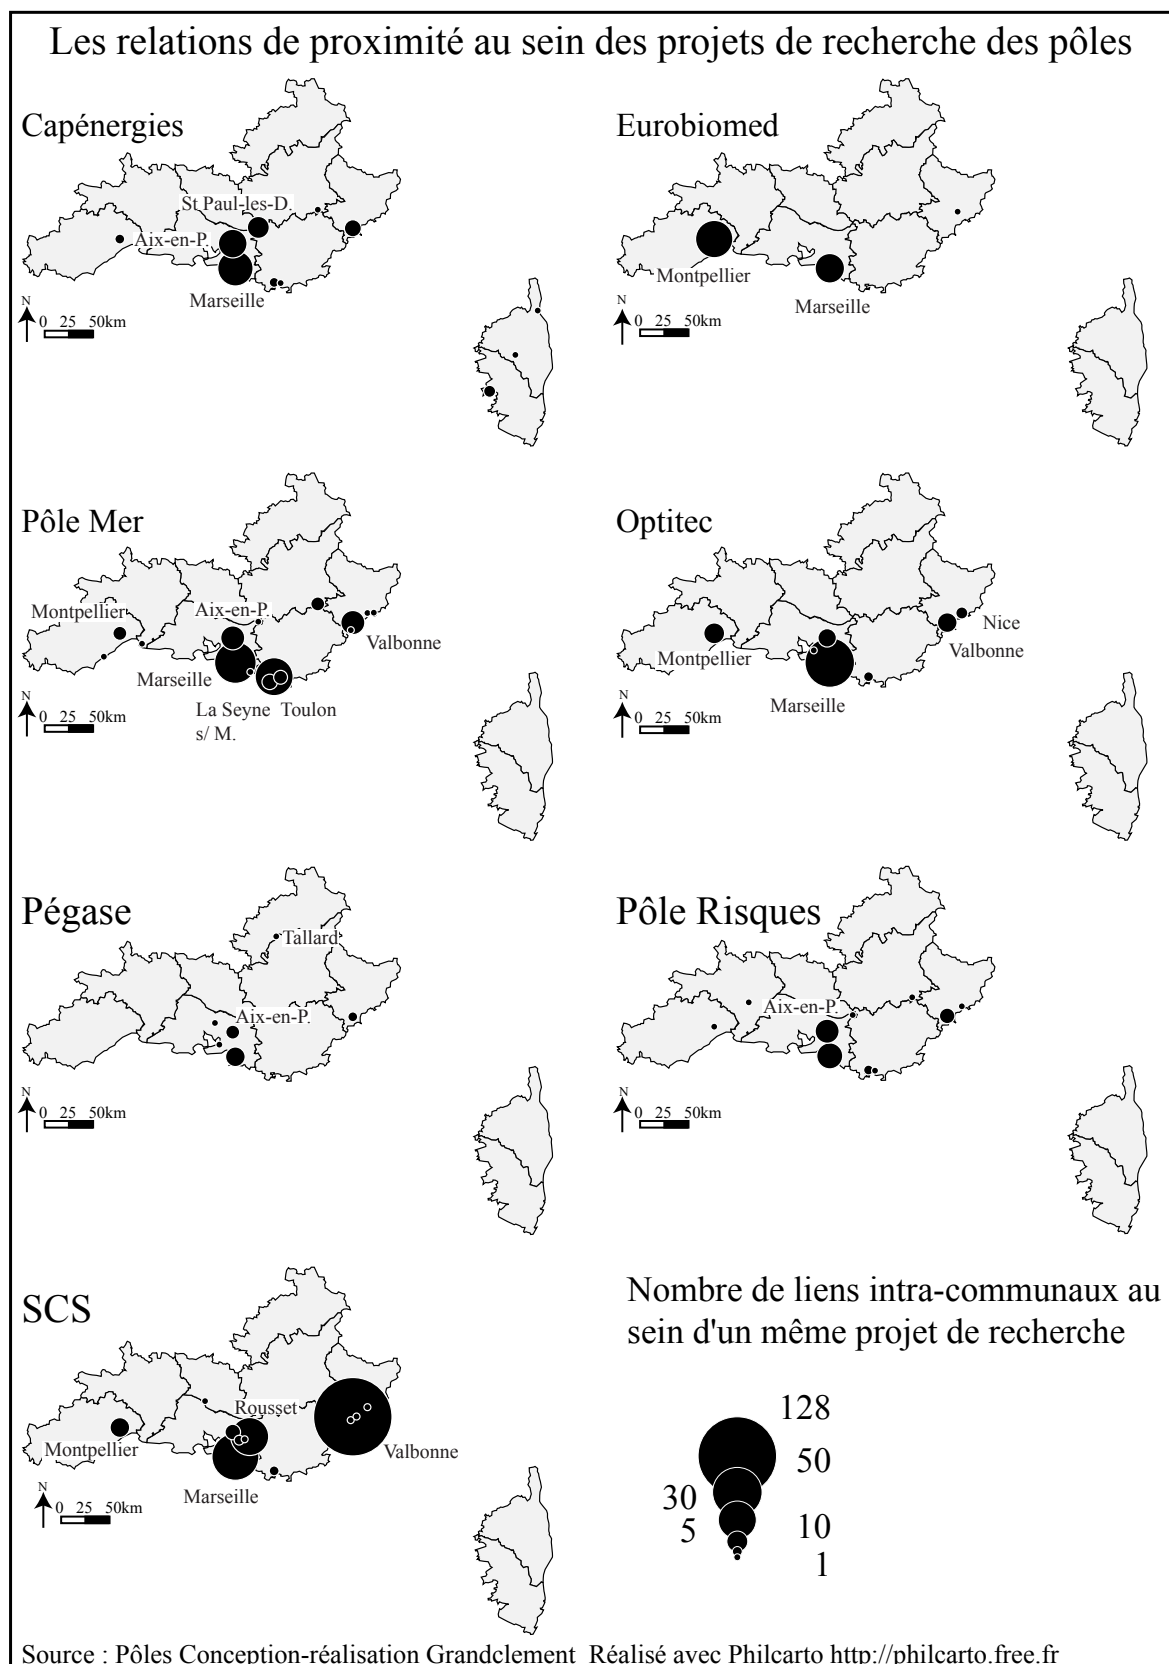 Les relations de proximité au sein des projets de recherche des pôles
Capénergies
St Paul-les-D.
Aix-en-P.
Marseille
N
0 25 50km
Eurobiomed
Montpellier
Marseille
N
0 25 50km
Pôle Mer
Montpellier
Aix-en-P.
Valbonne
Marseille
La Seyne Toulon
s/ M.
N
0 25 50km
Optitec
Nice
Valbonne
Montpellier
Marseille
N
0 25 50km
Pégase
Tallard
Aix-en-P.
N
0 25 50km
Pôle Risques
Aix-en-P.
N
0 25 50km
SCS
Rousset
Montpellier
Valbonne
Marseille
N
0 25 50km
Nombre de liens intra-communaux au
sein d'un même projet de recherche
128
50
30
5
10
1
Source : Pôles Conception-réalisation Grandclement Réalisé avec Philcarto http://philcarto.free.fr